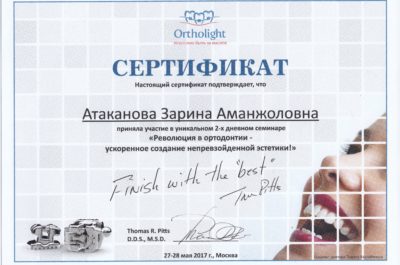 Ortholight
СЕРТИФИКАТ
Настоящий сертификат подтверждает, что
Атаканова Зарина Аманжоловна
приняла участие в уникальном 2-х дневном семинаре
«Революция в ортодонтии -
ускоренное создание непревзойденной эстетики!»
Finish with the "best"
Tom Pitts
Thomas R. Pitts
D.D.S., M.S.D.
27-28 мая 2017 г., Москва